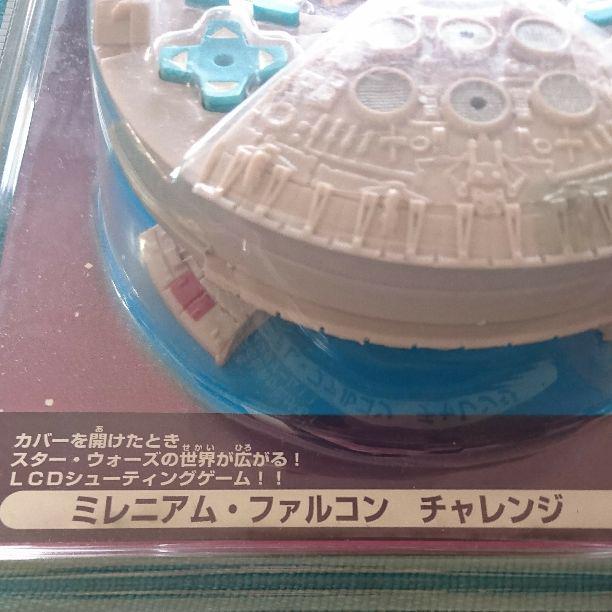 カバーを開けたとき
スター・ウォーズの世界が広がる！
ＬＣＤシューティングゲーム！！
ミレニアム・ファルコン　チャレンジ